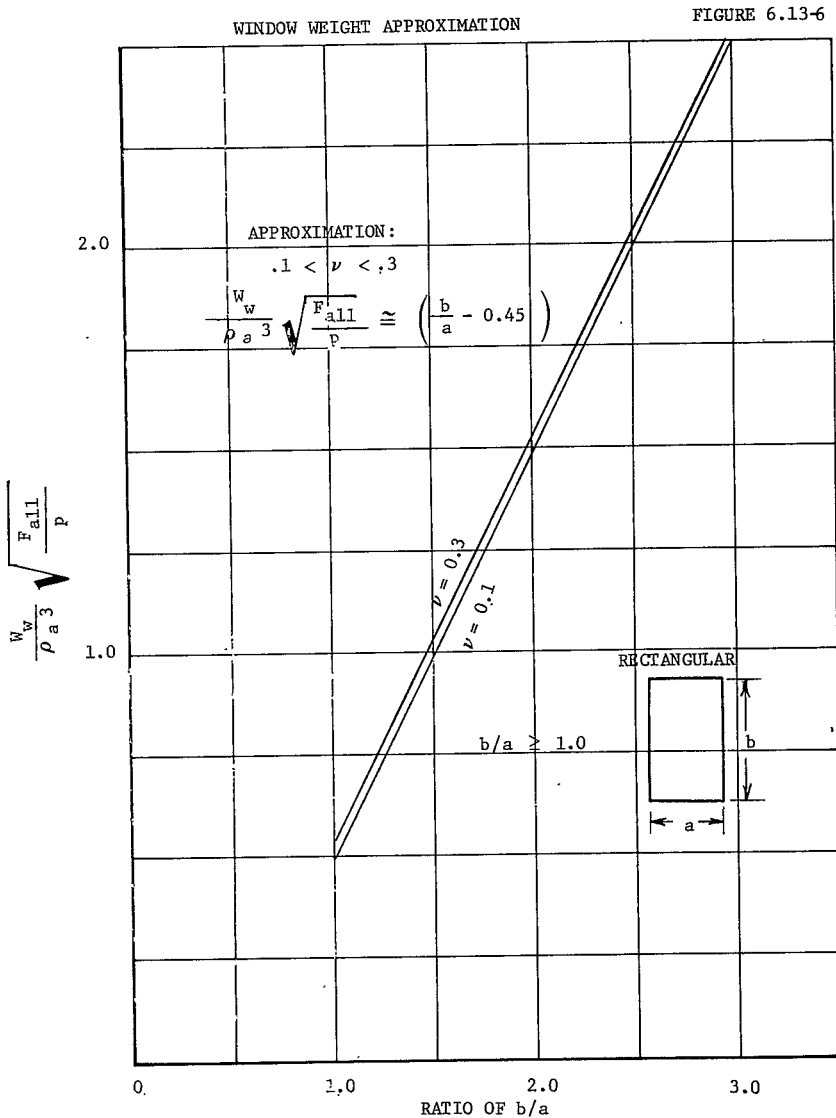 WINDOW WEIGHT APPROXIMATION
FIGURE 6.13-6
2.0
APPROXIMATION:
.1 < ν < .3
W_w / ρ a³ √(F_all / p) ≅ (b/a - 0.45)
W_w / ρ a³ √(F_all / p)
ν = 0.3
ν = 0.1
1.0
RECTANGULAR
b/a ≥ 1.0
b
a
0 1.0 2.0 3.0
RATIO OF b/a